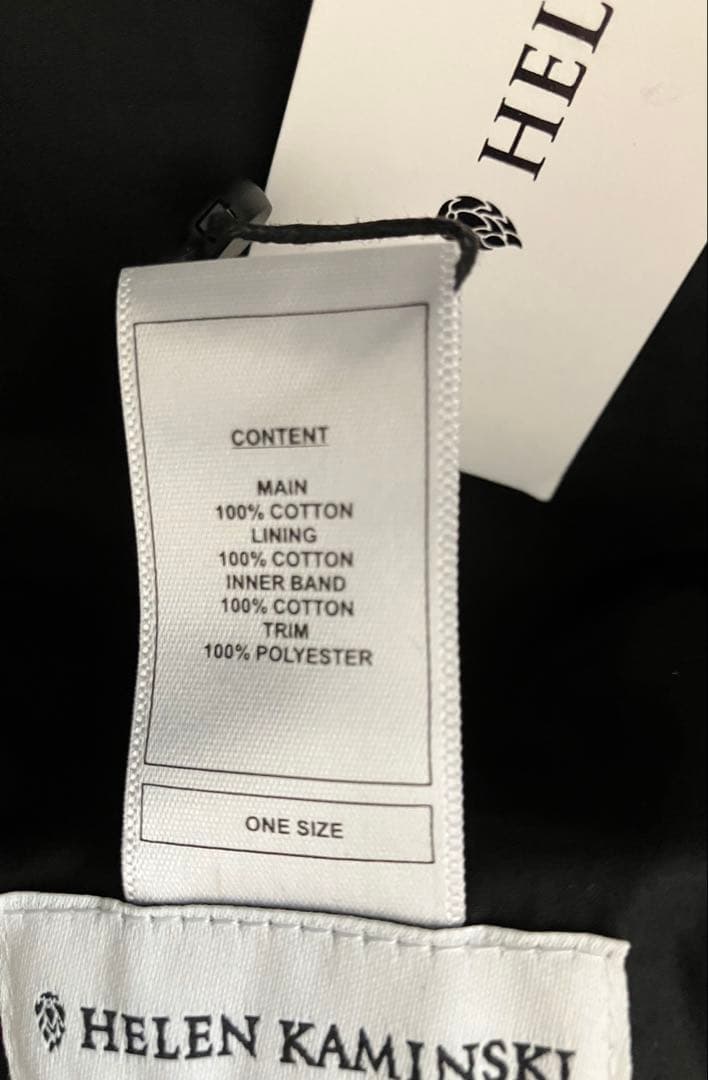 HEL
CONTENT
MAIN
100% COTTON
LINING
100% COTTON
INNER BAND
100% COTTON
TRIM
100% POLYESTER
ONE SIZE
HELEN KAMINSKI